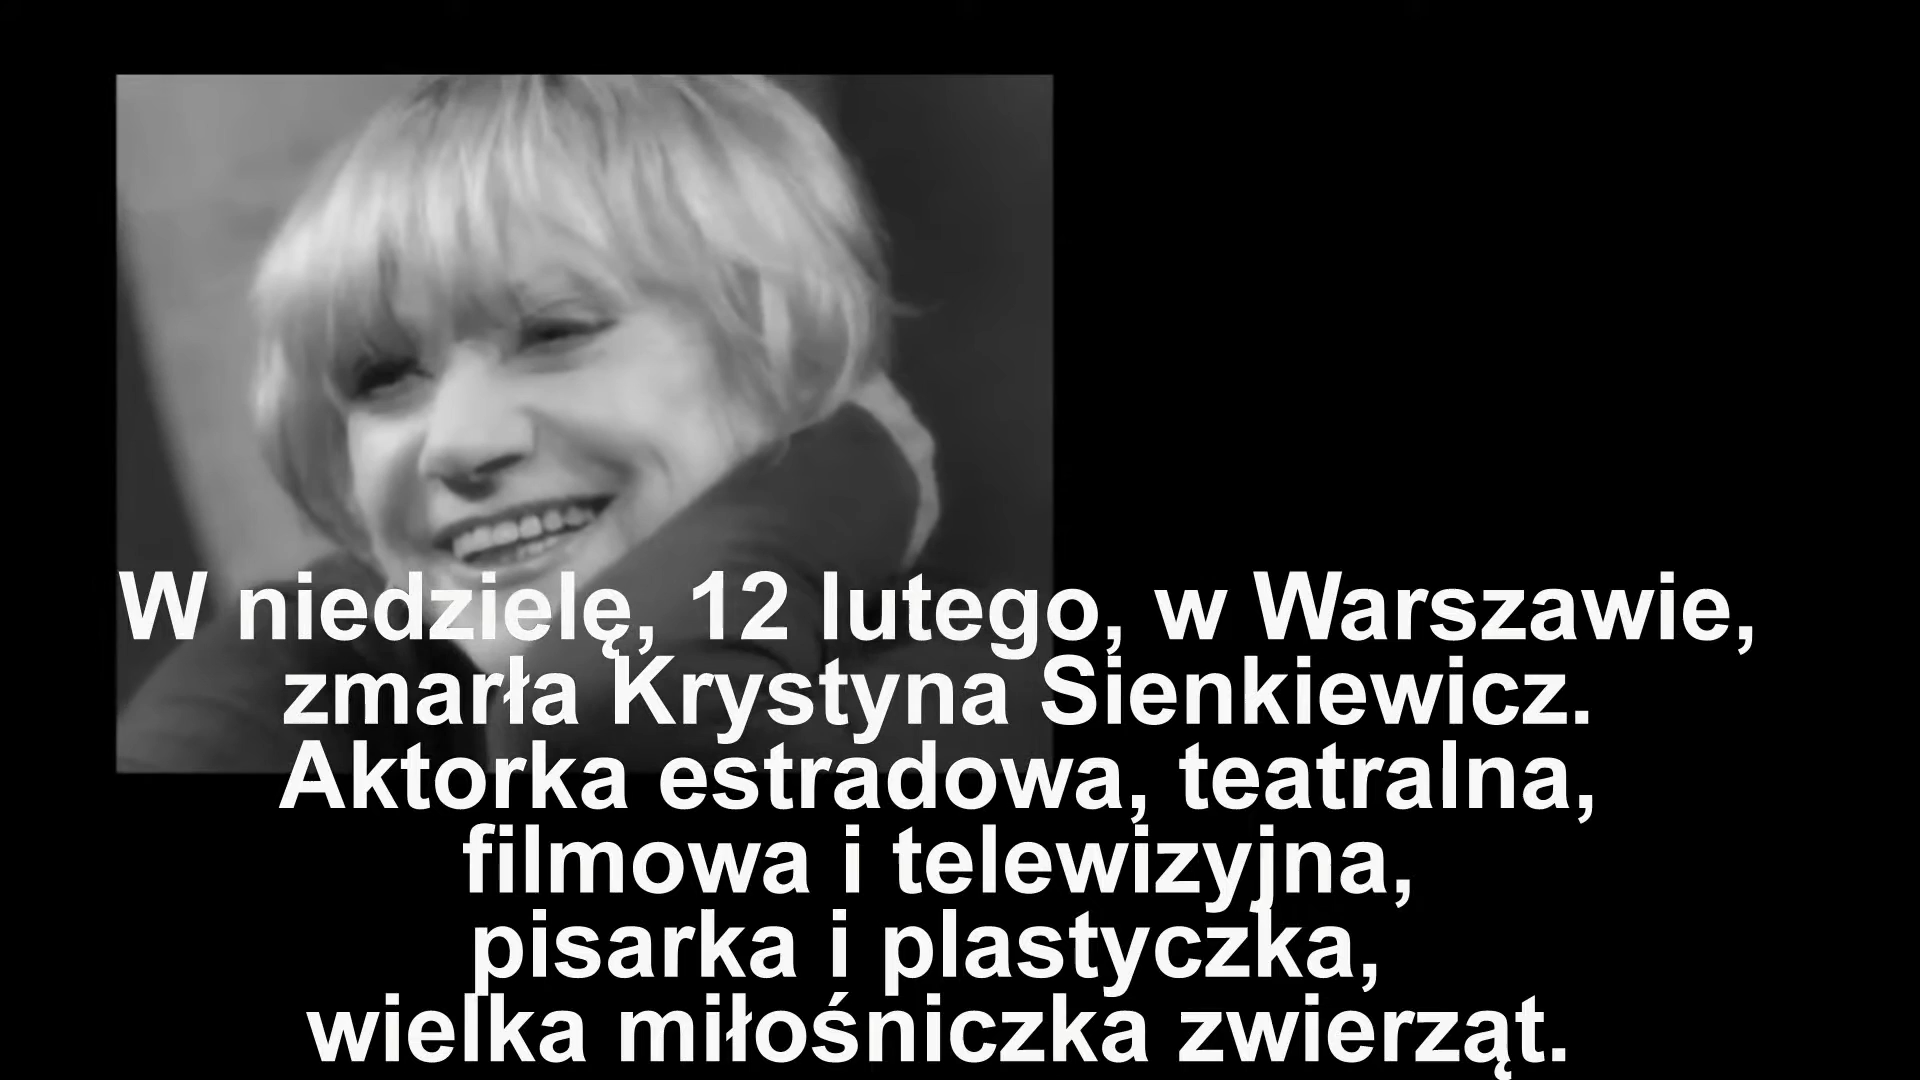 W niedzielę, 12 lutego, w Warszawie,
zmarła Krystyna Sienkiewicz.
Aktorka estradowa, teatralna,
filmowa i telewizyjna,
pisarka i plastyczka,
wielka miłośniczka zwierząt.